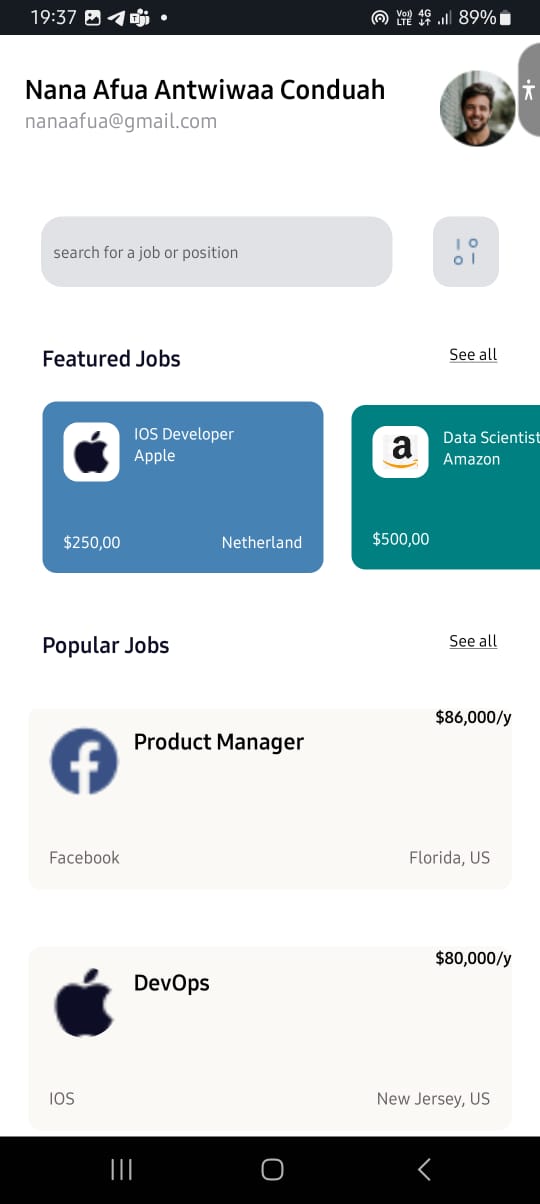 19:37
Vo)) LTE 4G 89%
Nana Afua Antwiwaa Conduah
nanaafua@gmail.com
search for a job or position
Featured Jobs
See all
IOS Developer
Apple
$250,00
Netherland
a
Data Scientist
Amazon
$500,00
Popular Jobs
See all
$86,000/y
Product Manager
Facebook
Florida, US
$80,000/y
DevOps
IOS
New Jersey, US